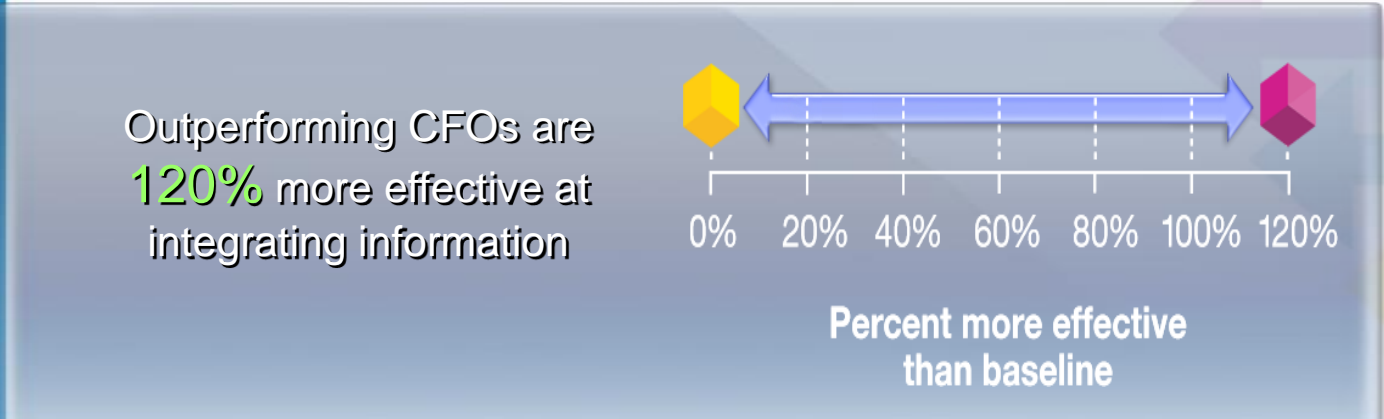 Outperforming CFOs are
120% more effective at
integrating information
0% 20% 40% 60% 80% 100% 120%
Percent more effective
than baseline